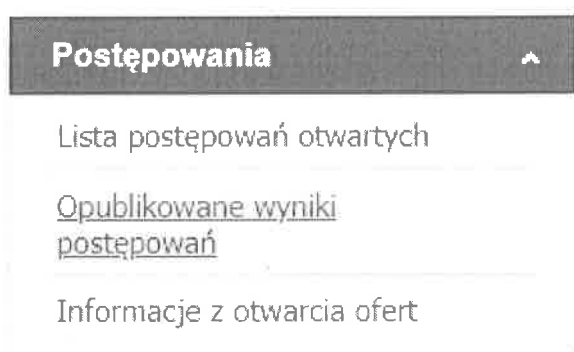 Postępowania
Lista postępowań otwartych
Opublikowane wyniki
postępowań
Informacje z otwarcia ofert